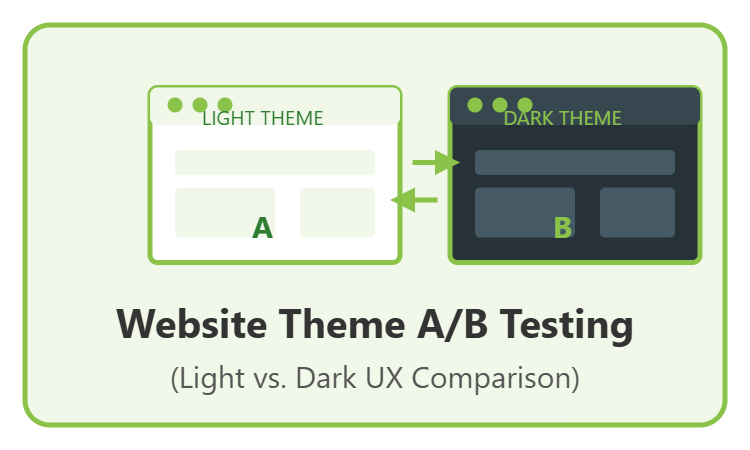 LIGHT THEME
DARK THEME
A
B
Website Theme A/B Testing
(Light vs. Dark UX Comparison)